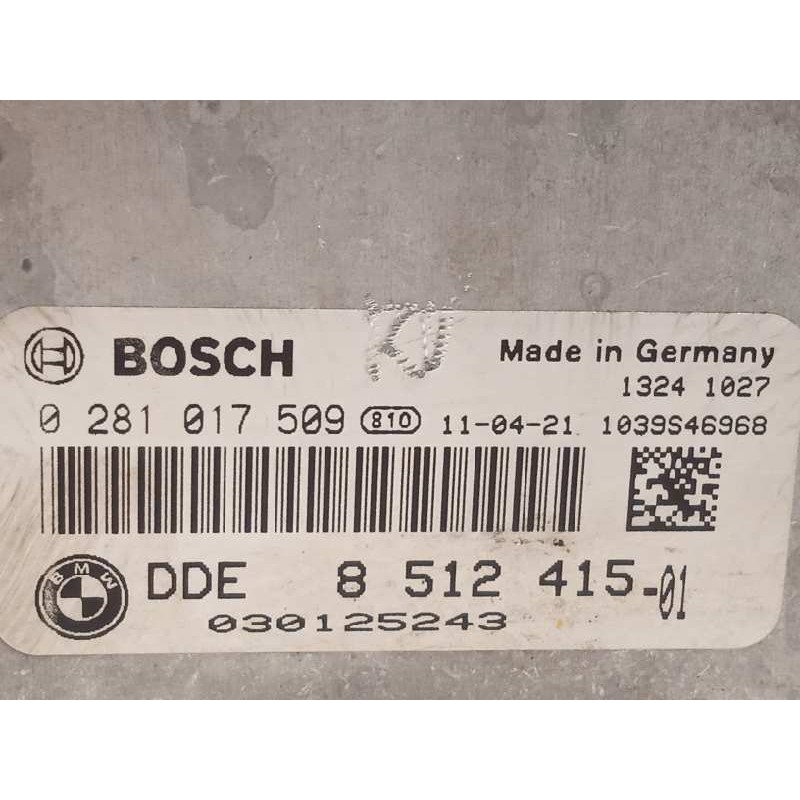 BOSCH Made in Germany
1324 1027
0 281 017 509 810 11-04-21 1039S46968
BMW DDE 8 512 415-01
030125243